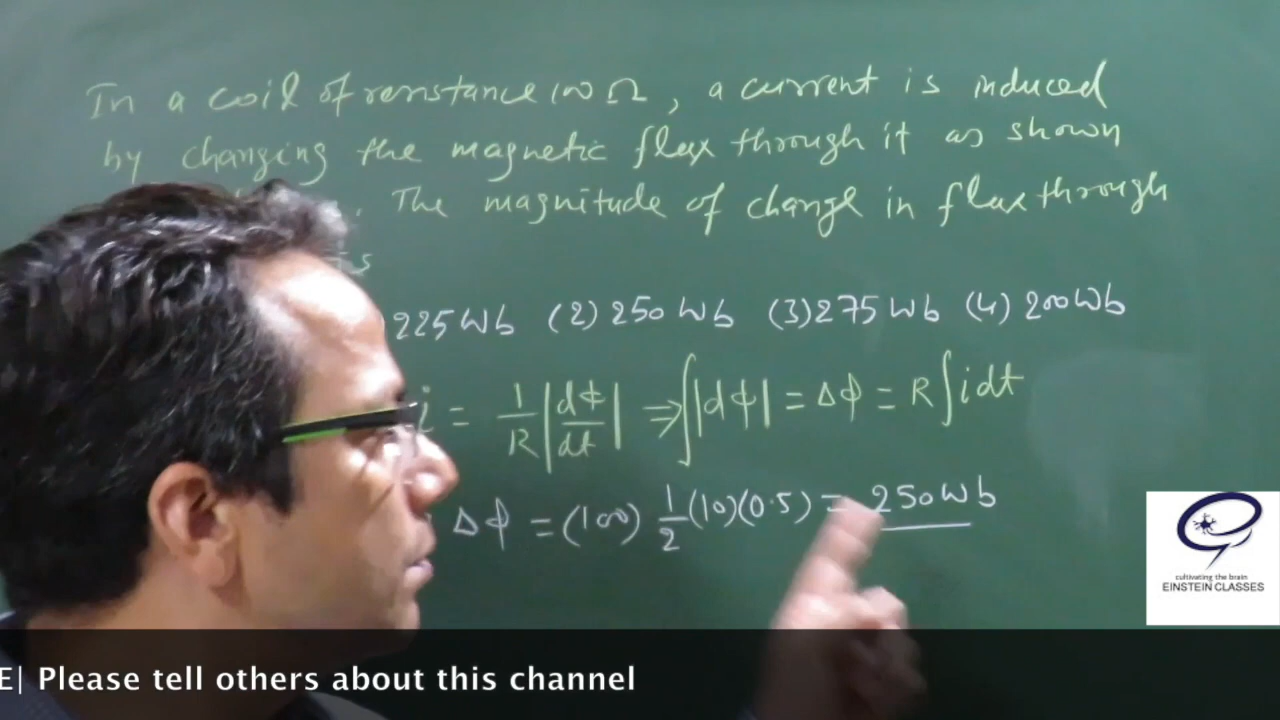 In a coil of resistance 100 Ω, a current is induced
by changing the magnetic flux through it as shown
. The magnitude of change in flux through
is
225 Wb (2) 250 Wb (3) 275 Wb (4) 200 Wb
i = 1/R |dϕ/dt| ⇒ ∫|dϕ| = Δϕ = R ∫ i dt
Δϕ = (100) 1/2 (10)(0.5) = 250 Wb
cultivating the brain
EINSTEIN CLASSES
E| Please tell others about this channel